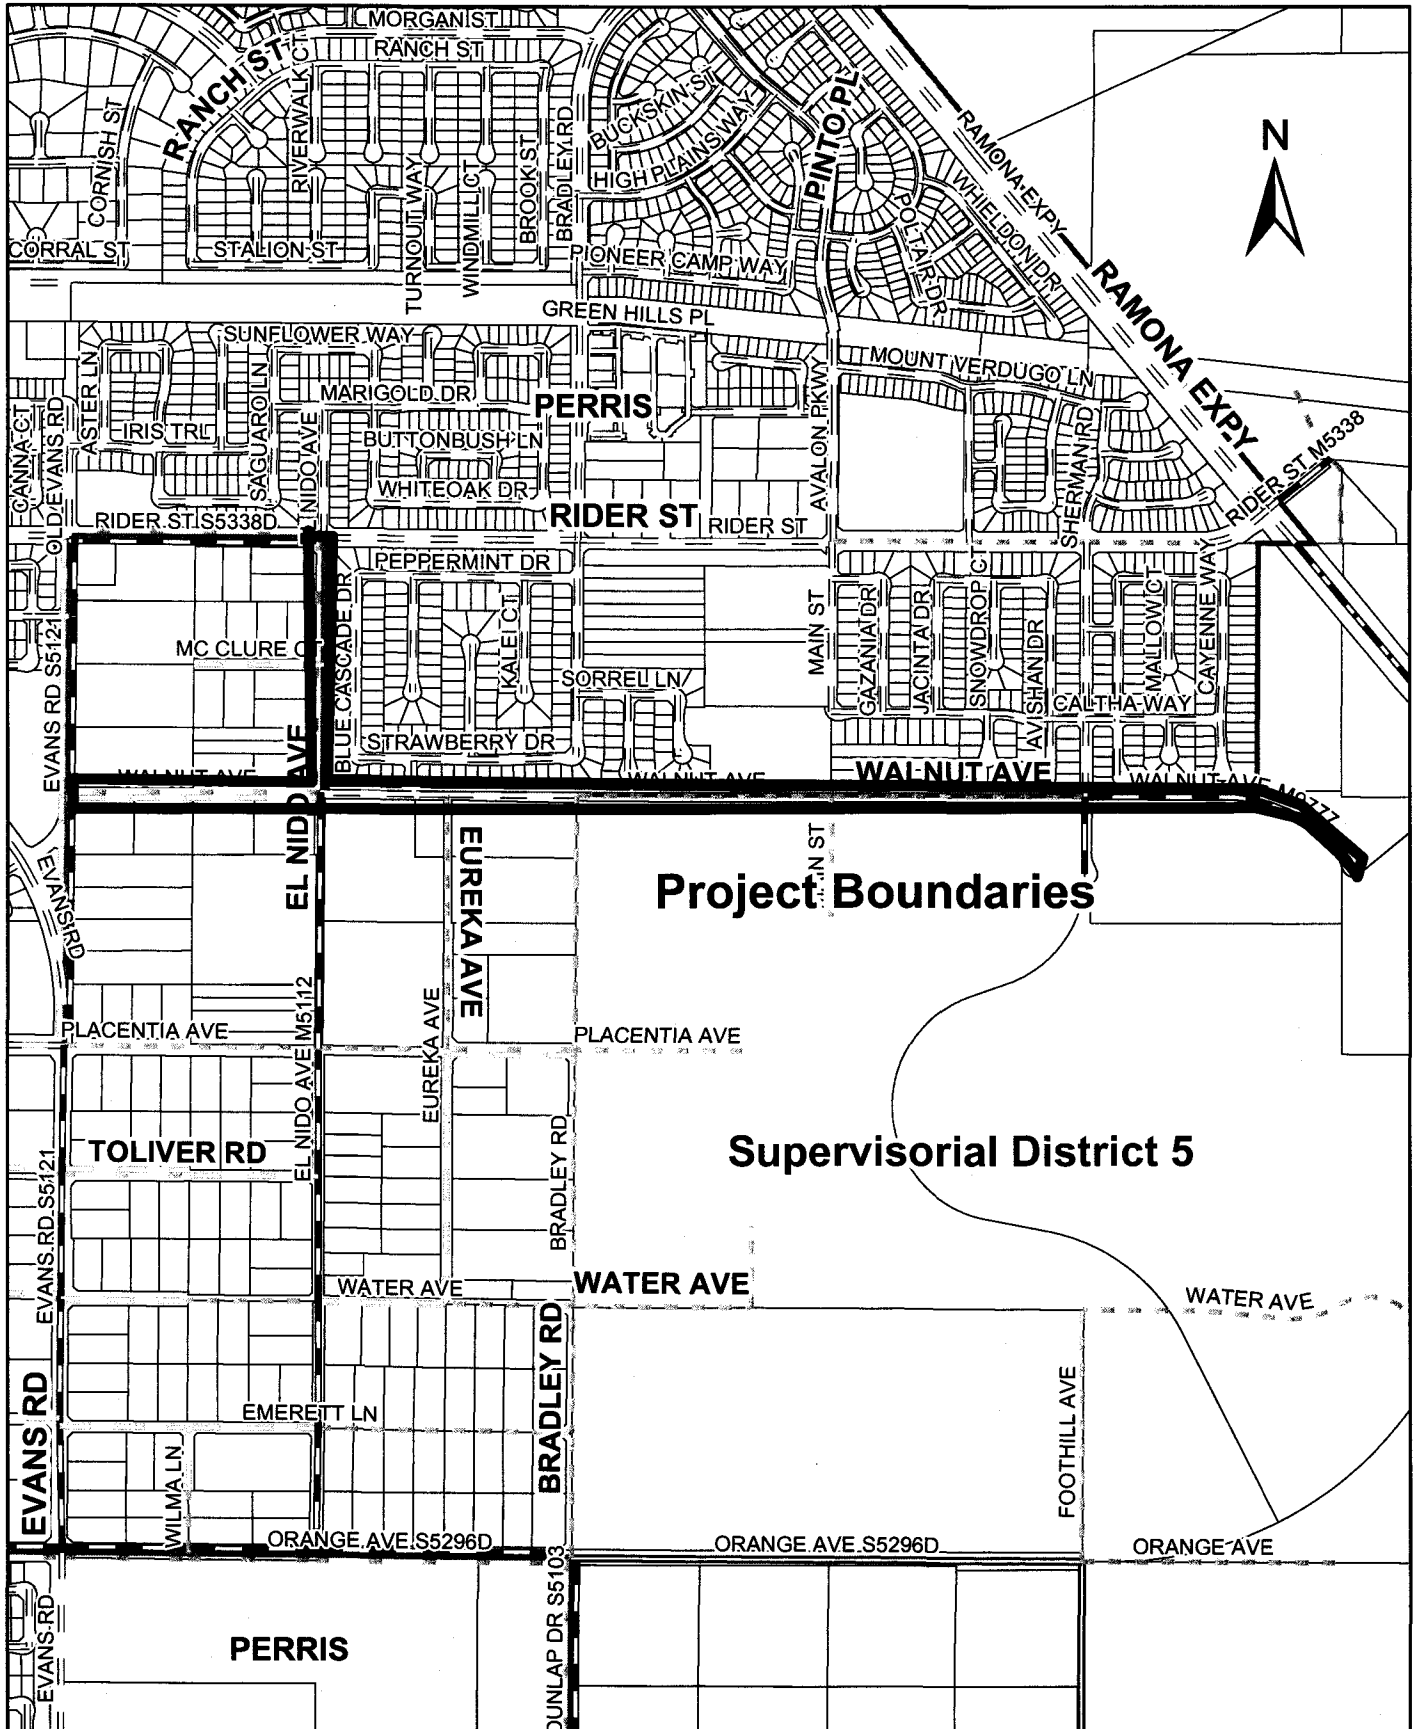 MORGAN ST
RANCH ST
RANCH ST
RIVERWALK CT
CORNISH ST
BUCKSKIN ST
HIGH PLAINS WAY
PINTO PL
RAMONA EXPY
N
BROOK ST
BRADLEY RD
TURNOUT WAY
WINDMILL CT
WHIELDON DR
POLTAR DR
CORRAL ST
STALION ST
PIONEER CAMP WAY
RAMONA EXPY
GREEN HILLS PL
SUNFLOWER WAY
MOUNT VERDUGO LN
ASTER LN
SAGUARO LN
MARIGOLD DR
PERRIS
AVALON PKWY
SHERMAN RD
CANNA CT
OLD EVANS RD
IRIS TRL
EL NIDO AVE
BUTTONBUSH LN
WHITEOAK DR
RIDER ST M5338
RIDER ST S5338D
RIDER ST
RIDER ST
PEPPERMINT DR
BLUE CASCADE DR
MC CLURE CT
KALEI CT
MAIN ST
GAZANIA DR
JACINTA DR
SNOWDROP CT
AVISHAN DR
MALLOW CT
CAYENNE WAY
EVANS RD S5121
SORREL LN
CALTHA WAY
STRAWBERRY DR
WALNUT AVE
WALNUT AVE
WALNUT AVE
WALNUT AVE M9777
EL NIDO AVE
EVANS RD
EUREKA AVE
Project Boundaries
PLACENTIA AVE
EL NIDO AVE M5112
EUREKA AVE
PLACENTIA AVE
TOLIVER RD
BRADLEY RD
Supervisorial District 5
EVANS RD S5121
WATER AVE
WATER AVE
WATER AVE
BRADLEY RD
EVANS RD
EMERETT LN
FOOTHILL AVE
WILMA LN
ORANGE AVE S5296D
ORANGE AVE S5296D
ORANGE AVE
DUNLAP DR S5103
EVANS RD
PERRIS